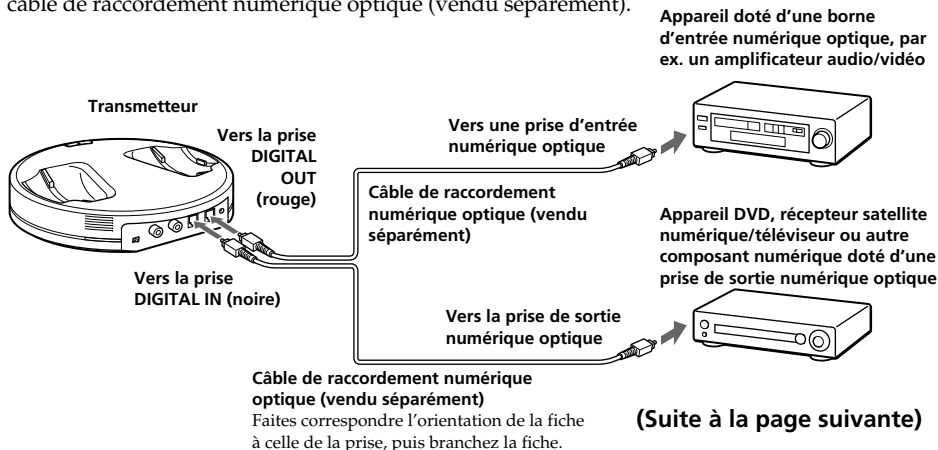 câble de raccordement numérique optique (vendu séparément).
Appareil doté d'une borne
d'entrée numérique optique, par
ex. un amplificateur audio/vidéo
Transmetteur
Vers la prise
DIGITAL
OUT
(rouge)
Vers une prise d'entrée
numérique optique
Câble de raccordement
numérique optique (vendu
séparément)
Appareil DVD, récepteur satellite
numérique/téléviseur ou autre
composant numérique doté d'une
prise de sortie numérique optique
Vers la prise
DIGITAL IN (noire)
Vers la prise de sortie
numérique optique
Câble de raccordement numérique
optique (vendu séparément)
Faites correspondre l'orientation de la fiche
à celle de la prise, puis branchez la fiche.
(Suite à la page suivante)